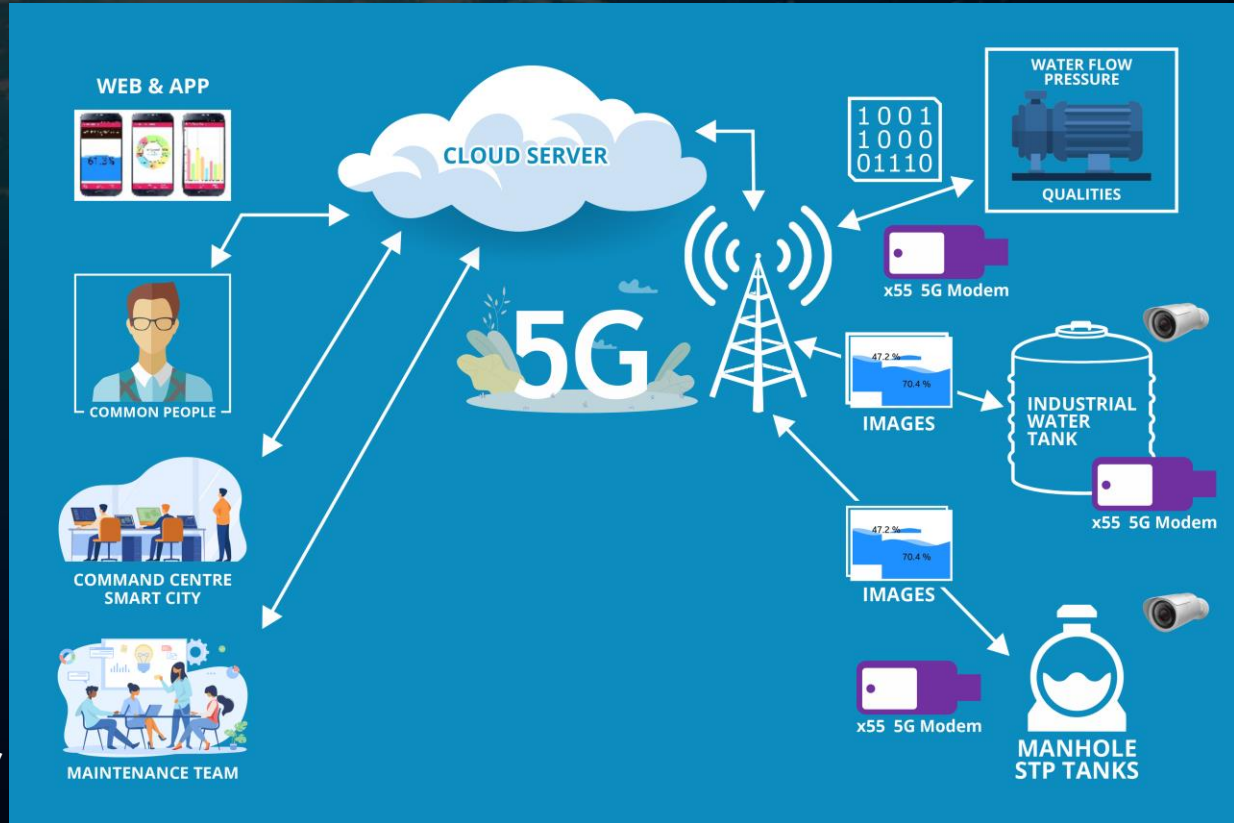 WEB & APP
61.3%
CLOUD SERVER
1001
1000
01110
WATER FLOW
PRESSURE
QUALITIES
x55 5G Modem
COMMON PEOPLE
5G
47.2 %
70.4 %
IMAGES
INDUSTRIAL
WATER
TANK
x55 5G Modem
COMMAND CENTRE
SMART CITY
47.2 %
70.4 %
IMAGES
x55 5G Modem
MAINTENANCE TEAM
MANHOLE
STP TANKS